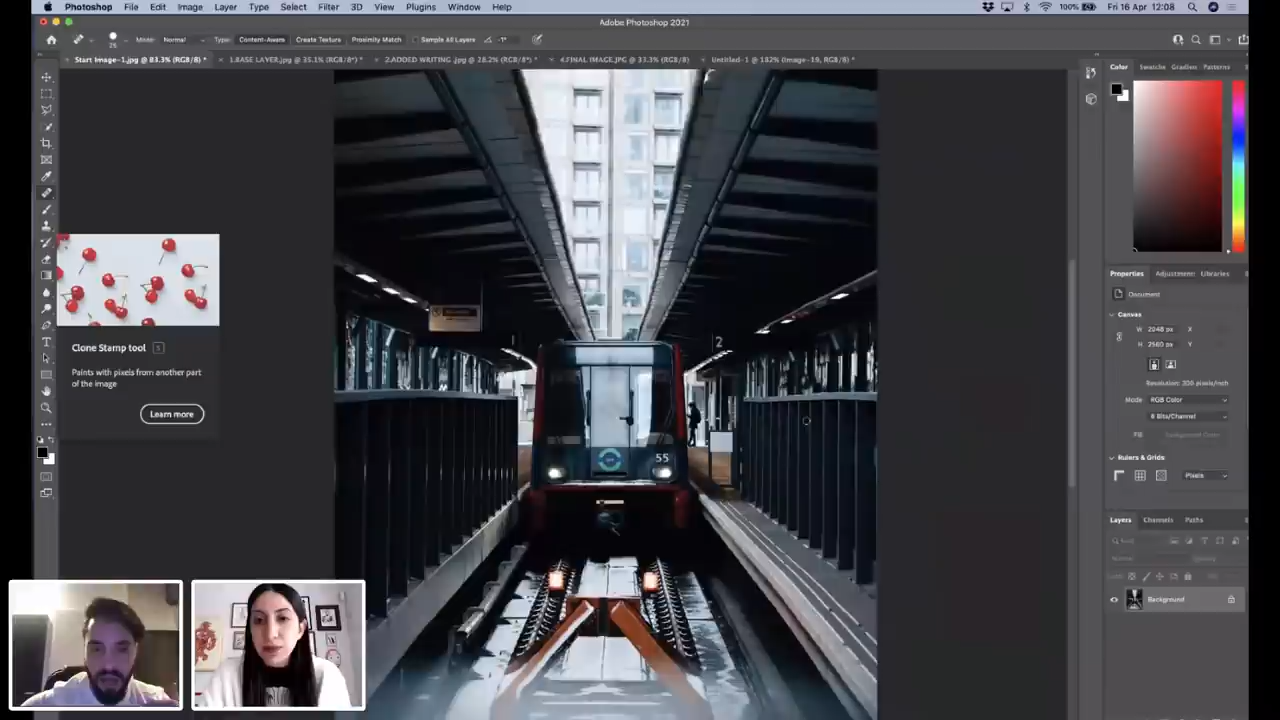 Photoshop File Edit Image Layer Type Select Filter 3D View Plugins Window Help 100% Fri 16 Apr 12:08
Adobe Photoshop 2021
25 Mode: Normal Type: Content-Aware Create Texture Proximity Match Sample All Layers
Start Image-1.jpg @ 83.3% (RGB/8) * 1.BASE LAYER.jpg @ 35.1% (RGB/8*) * 2.ADDED WRITING .jpg @ 28.2% (RGB/8*) * 4.FINAL IMAGE.JPG @ 33.3% (RGB/8) Untitled-1 @ 182% (Image-19, RGB/8) *
Color Swatches Gradient Patterns
Clone Stamp tool S
Paints with pixels from another part
of the image
Learn more
2
55
Properties Adjustment: Libraries
Document
Canvas
W 2048 px X
H 2560 px Y
Resolution: 300 pixels/inch
Mode RGB Color
8 Bits/Channel
Fill
Rulers & Grids
Pixels
Layers Channels Paths
Background